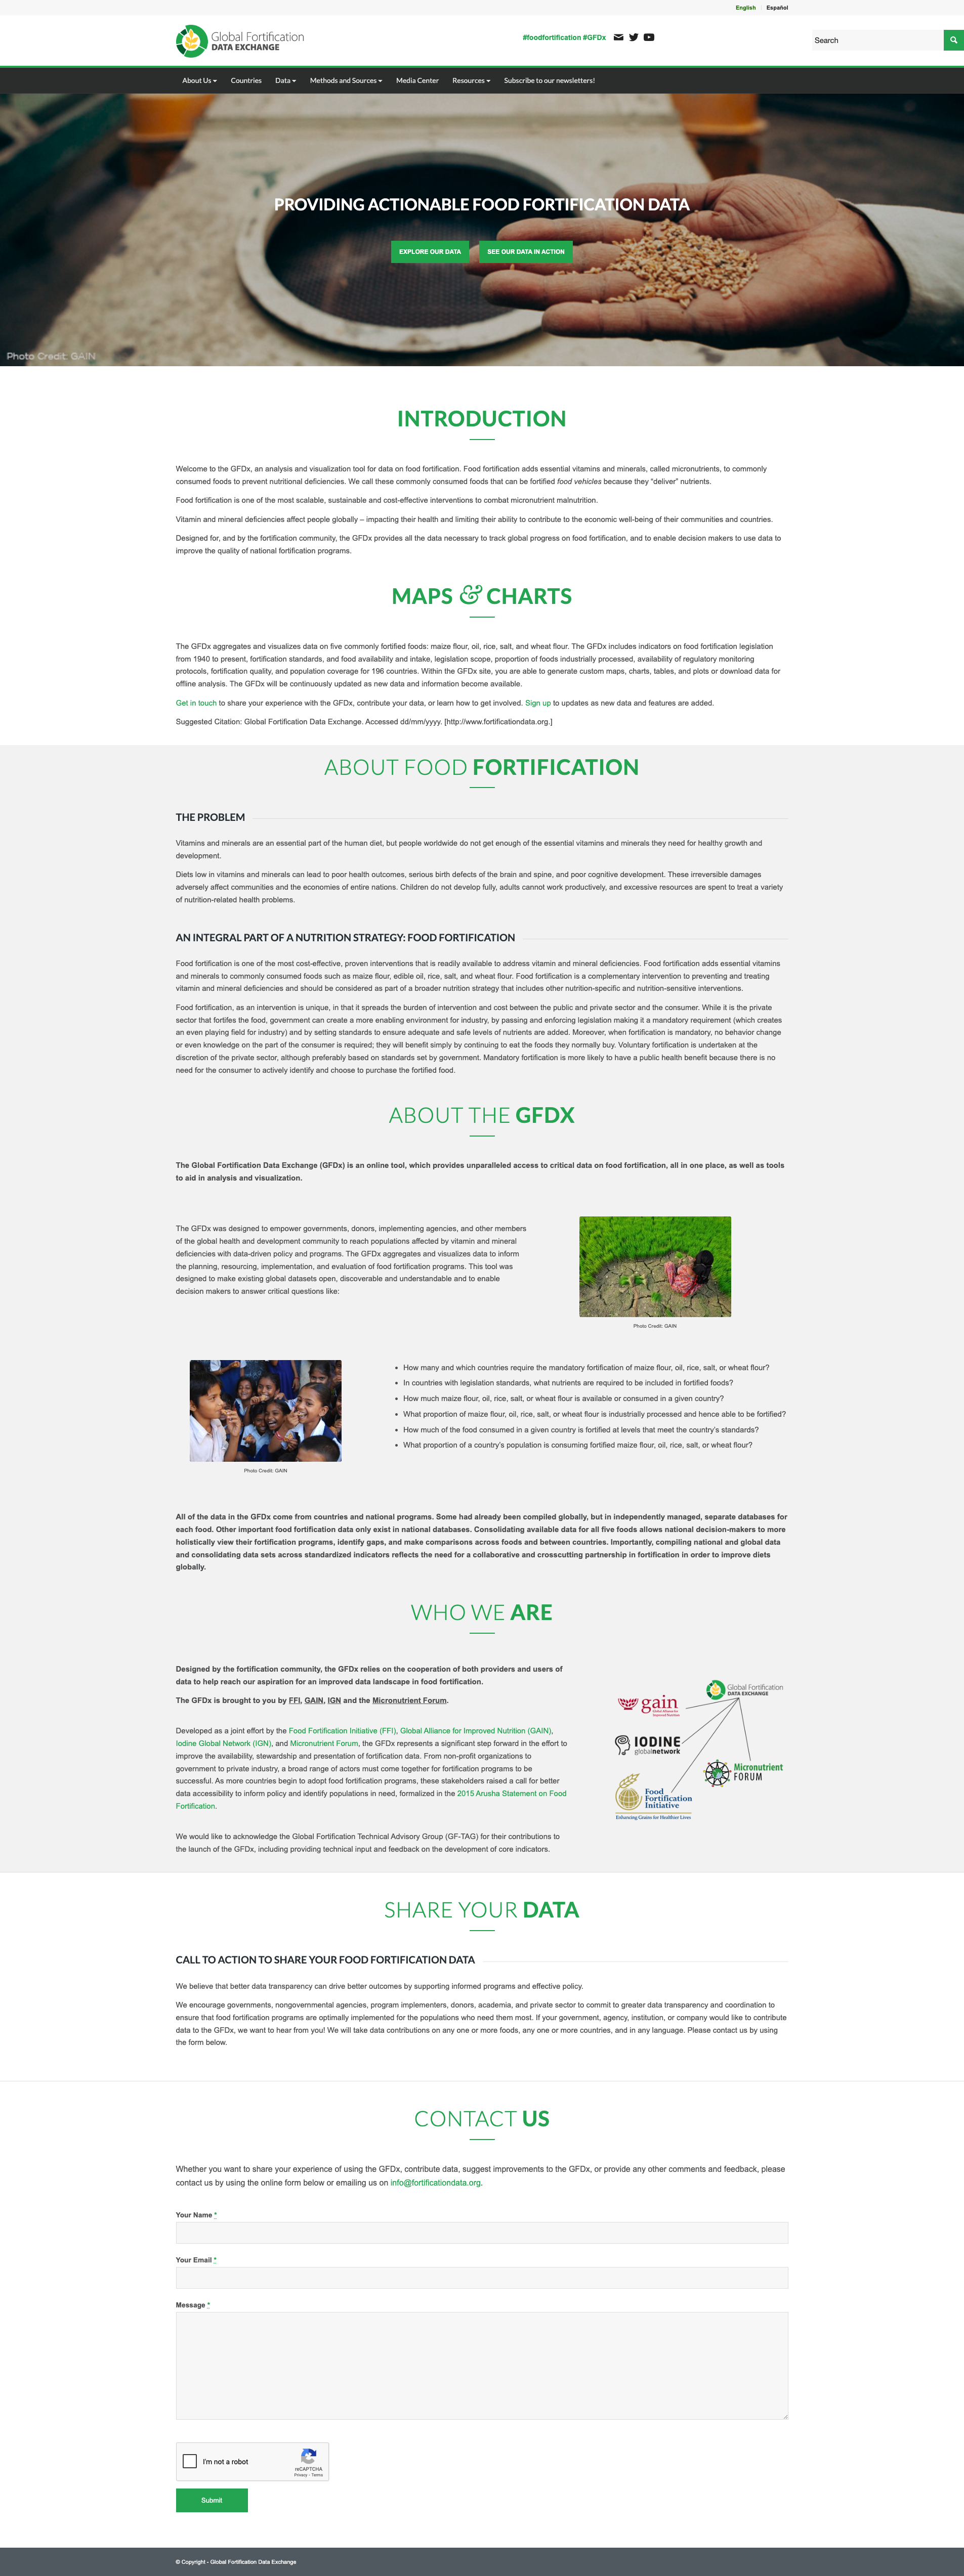 English
Español
Global Fortification
DATA EXCHANGE
#foodfortification #GFDx
Search
About Us
Countries
Data
Methods and Sources
Media Center
Resources
Subscribe to our newsletters!
PROVIDING ACTIONABLE FOOD FORTIFICATION DATA
EXPLORE OUR DATA
SEE OUR DATA IN ACTION
Photo Credit: GAIN
INTRODUCTION
Welcome to the GFDx, an analysis and visualization tool for data on food fortification. Food fortification adds essential vitamins and minerals, called micronutrients, to commonly
consumed foods to prevent nutritional deficiencies. We call these commonly consumed foods that can be fortified food vehicles because they “deliver” nutrients.
Food fortification is one of the most scalable, sustainable and cost-effective interventions to combat micronutrient malnutrition.
Vitamin and mineral deficiencies affect people globally – impacting their health and limiting their ability to contribute to the economic well-being of their communities and countries.
Designed for, and by the fortification community, the GFDx provides all the data necessary to track global progress on food fortification, and to enable decision makers to use data to
improve the quality of national fortification programs.
MAPS & CHARTS
The GFDx aggregates and visualizes data on five commonly fortified foods: maize flour, oil, rice, salt, and wheat flour. The GFDx includes indicators on food fortification legislation
from 1940 to present, fortification standards, and food availability and intake, legislation scope, proportion of foods industrially processed, availability of regulatory monitoring
protocols, fortification quality, and population coverage for 196 countries. Within the GFDx site, you are able to generate custom maps, charts, tables, and plots or download data for
offline analysis. The GFDx will be continuously updated as new data and information become available.
Get in touch to share your experience with the GFDx, contribute your data, or learn how to get involved. Sign up to updates as new data and features are added.
Suggested Citation: Global Fortification Data Exchange. Accessed dd/mm/yyyy. [http://www.fortificationdata.org.]
ABOUT FOOD FORTIFICATION
THE PROBLEM
Vitamins and minerals are an essential part of the human diet, but people worldwide do not get enough of the essential vitamins and minerals they need for healthy growth and
development.
Diets low in vitamins and minerals can lead to poor health outcomes, serious birth defects of the brain and spine, and poor cognitive development. These irreversible damages
adversely affect communities and the economies of entire nations. Children do not develop fully, adults cannot work productively, and excessive resources are spent to treat a variety
of nutrition-related health problems.
AN INTEGRAL PART OF A NUTRITION STRATEGY: FOOD FORTIFICATION
Food fortification is one of the most cost-effective, proven interventions that is readily available to address vitamin and mineral deficiencies. Food fortification adds essential vitamins
and minerals to commonly consumed foods such as maize flour, edible oil, rice, salt, and wheat flour. Food fortification is a complementary intervention to preventing and treating
vitamin and mineral deficiencies and should be considered as part of a broader nutrition strategy that includes other nutrition-specific and nutrition-sensitive interventions.
Food fortification, as an intervention is unique, in that it spreads the burden of intervention and cost between the public and private sector and the consumer. While it is the private
sector that fortifes the food, government can create a more enabling environment for industry, by passing and enforcing legislation making it a mandatory requirement (which creates
an even playing field for industry) and by setting standards to ensure adequate and safe levels of nutrients are added. Moreover, when fortification is mandatory, no behavior change
or even knowledge on the part of the consumer is required; they will benefit simply by continuing to eat the foods they normally buy. Voluntary fortification is undertaken at the
discretion of the private sector, although preferably based on standards set by government. Mandatory fortification is more likely to have a public health benefit because there is no
need for the consumer to actively identify and choose to purchase the fortified food.
ABOUT THE GFDX
The Global Fortification Data Exchange (GFDx) is an online tool, which provides unparalleled access to critical data on food fortification, all in one place, as well as tools
to aid in analysis and visualization.
The GFDx was designed to empower governments, donors, implementing agencies, and other members
of the global health and development community to reach populations affected by vitamin and mineral
deficiencies with data-driven policy and programs. The GFDx aggregates and visualizes data to inform
the planning, resourcing, implementation, and evaluation of food fortification programs. This tool was
designed to make existing global datasets open, discoverable and understandable and to enable
decision makers to answer critical questions like:
Photo Credit: GAIN
Photo Credit: GAIN
• How many and which countries require the mandatory fortification of maize flour, oil, rice, salt, or wheat flour?
• In countries with legislation standards, what nutrients are required to be included in fortified foods?
• How much maize flour, oil, rice, salt, or wheat flour is available or consumed in a given country?
• What proportion of maize flour, oil, rice, salt, or wheat flour is industrially processed and hence able to be fortified?
• How much of the food consumed in a given country is fortified at levels that meet the country’s standards?
• What proportion of a country’s population is consuming fortified maize flour, oil, rice, salt, or wheat flour?
All of the data in the GFDx come from countries and national programs. Some had already been compiled globally, but in independently managed, separate databases for
each food. Other important food fortification data only exist in national databases. Consolidating available data for all five foods allows national decision-makers to more
holistically view their fortification programs, identify gaps, and make comparisons across foods and between countries. Importantly, compiling national and global data
and consolidating data sets across standardized indicators reflects the need for a collaborative and crosscutting partnership in fortification in order to improve diets
globally.
WHO WE ARE
Designed by the fortification community, the GFDx relies on the cooperation of both providers and users of
data to help reach our aspiration for an improved data landscape in food fortification.
The GFDx is brought to you by FFI, GAIN, IGN and the Micronutrient Forum.
Developed as a joint effort by the Food Fortification Initiative (FFI), Global Alliance for Improved Nutrition (GAIN),
Iodine Global Network (IGN), and Micronutrient Forum, the GFDx represents a significant step forward in the effort to
improve the availability, stewardship and presentation of fortification data. From non-profit organizations to
government to private industry, a broad range of actors must come together for fortification programs to be
successful. As more countries begin to adopt food fortification programs, these stakeholders raised a call for better
data accessibility to inform policy and identify populations in need, formalized in the 2015 Arusha Statement on Food
Fortification.
We would like to acknowledge the Global Fortification Technical Advisory Group (GF-TAG) for their contributions to
the launch of the GFDx, including providing technical input and feedback on the development of core indicators.
Global Fortification
DATA EXCHANGE
gain
Global Alliance for
Improved Nutrition
IODINE
globalnetwork
Micronutrient
FORUM
Food
Fortification
Initiative
Enhancing Grains for Healthier Lives
SHARE YOUR DATA
CALL TO ACTION TO SHARE YOUR FOOD FORTIFICATION DATA
We believe that better data transparency can drive better outcomes by supporting informed programs and effective policy.
We encourage governments, nongovernmental agencies, program implementers, donors, academia, and private sector to commit to greater data transparency and coordination to
ensure that food fortification programs are optimally implemented for the populations who need them most. If your government, agency, institution, or company would like to contribute
data to the GFDx, we want to hear from you! We will take data contributions on any one or more foods, any one or more countries, and in any language. Please contact us by using
the form below.
CONTACT US
Whether you want to share your experience of using the GFDx, contribute data, suggest improvements to the GFDx, or provide any other comments and feedback, please
contact us by using the online form below or emailing us on info@fortificationdata.org.
Your Name *
Your Email *
Message *
I'm not a robot
reCAPTCHA
Privacy - Terms
Submit
© Copyright - Global Fortification Data Exchange